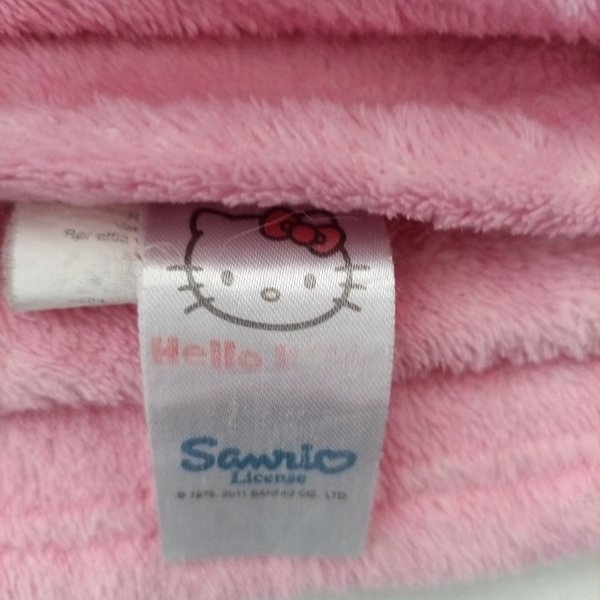 Hello
Sanrio
License
© 1976, 2011 SANRIO CO., LTD.